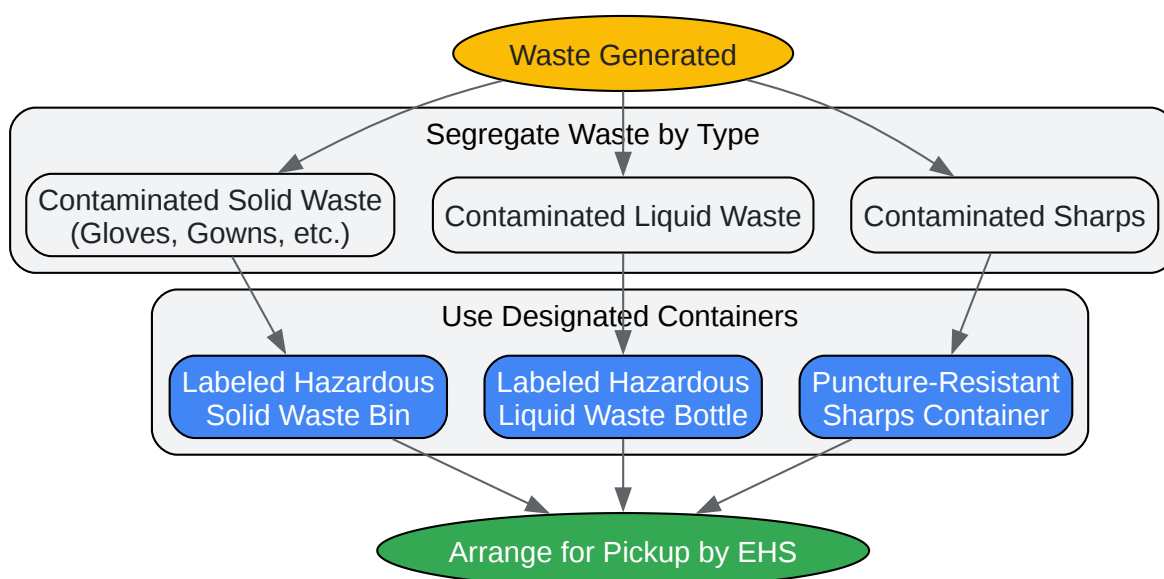 Waste Generated
Segregate Waste by Type
Contaminated Solid Waste
(Gloves, Gowns, etc.)
Contaminated Liquid Waste
Contaminated Sharps
Use Designated Containers
Labeled Hazardous
Solid Waste Bin
Labeled Hazardous
Liquid Waste Bottle
Puncture-Resistant
Sharps Container
Arrange for Pickup by EHS